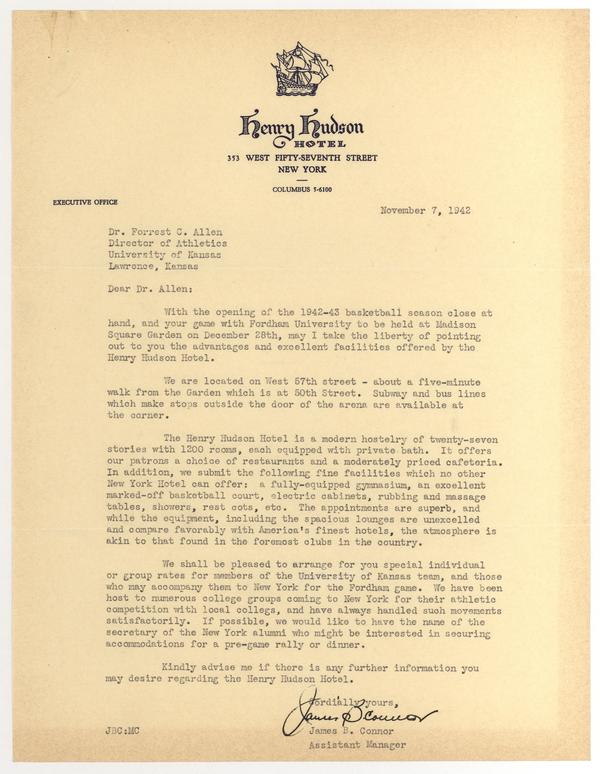 Henry Hudson
HOTEL
353 WEST FIFTY-SEVENTH STREET
NEW YORK
COLUMBUS 5-6100
EXECUTIVE OFFICE
November 7, 1942
Dr. Forrest C. Allen
Director of Athletics
University of Kansas
Lawrence, Kansas
Dear Dr. Allen:
With the opening of the 1942-43 basketball season close at
hand, and your game with Fordham University to be held at Madison
Square Garden on December 28th, may I take the liberty of pointing
out to you the advantages and excellent facilities offered by the
Henry Hudson Hotel.
We are located on West 57th street - about a five-minute
walk from the Garden which is at 50th Street. Subway and bus lines
which make stops outside the door of the arena are available at
the corner.
The Henry Hudson Hotel is a modern hostelry of twenty-seven
stories with 1200 rooms, each equipped with private bath. It offers
our patrons a choice of restaurants and a moderately priced cafeteria.
In addition, we submit the following fine facilities which no other
New York Hotel can offer: a fully-equipped gymnasium, an excellent
marked-off basketball court, electric cabinets, rubbing and massage
tables, showers, rest cots, etc. The appointments are superb, and
while the equipment, including the spacious lounges are unexcelled
and compare favorably with America's finest hotels, the atmosphere is
akin to that found in the foremost clubs in the country.
We shall be pleased to arrange for you special individual
or group rates for members of the University of Kansas team, and those
who may accompany them to New York for the Fordham game. We have been
host to numerous college groups coming to New York for their athletic
competition with local collegs, and have always handled such movements
satisfactorily. If possible, we would like to have the name of the
secretary of the New York alumni who might be interested in securing
accommodations for a pre-game rally or dinner.
Kindly advise me if there is any further information you
may desire regarding the Henry Hudson Hotel.
Cordially yours,
James B Connor
JBC:MC
James B. Connor
Assistant Manager